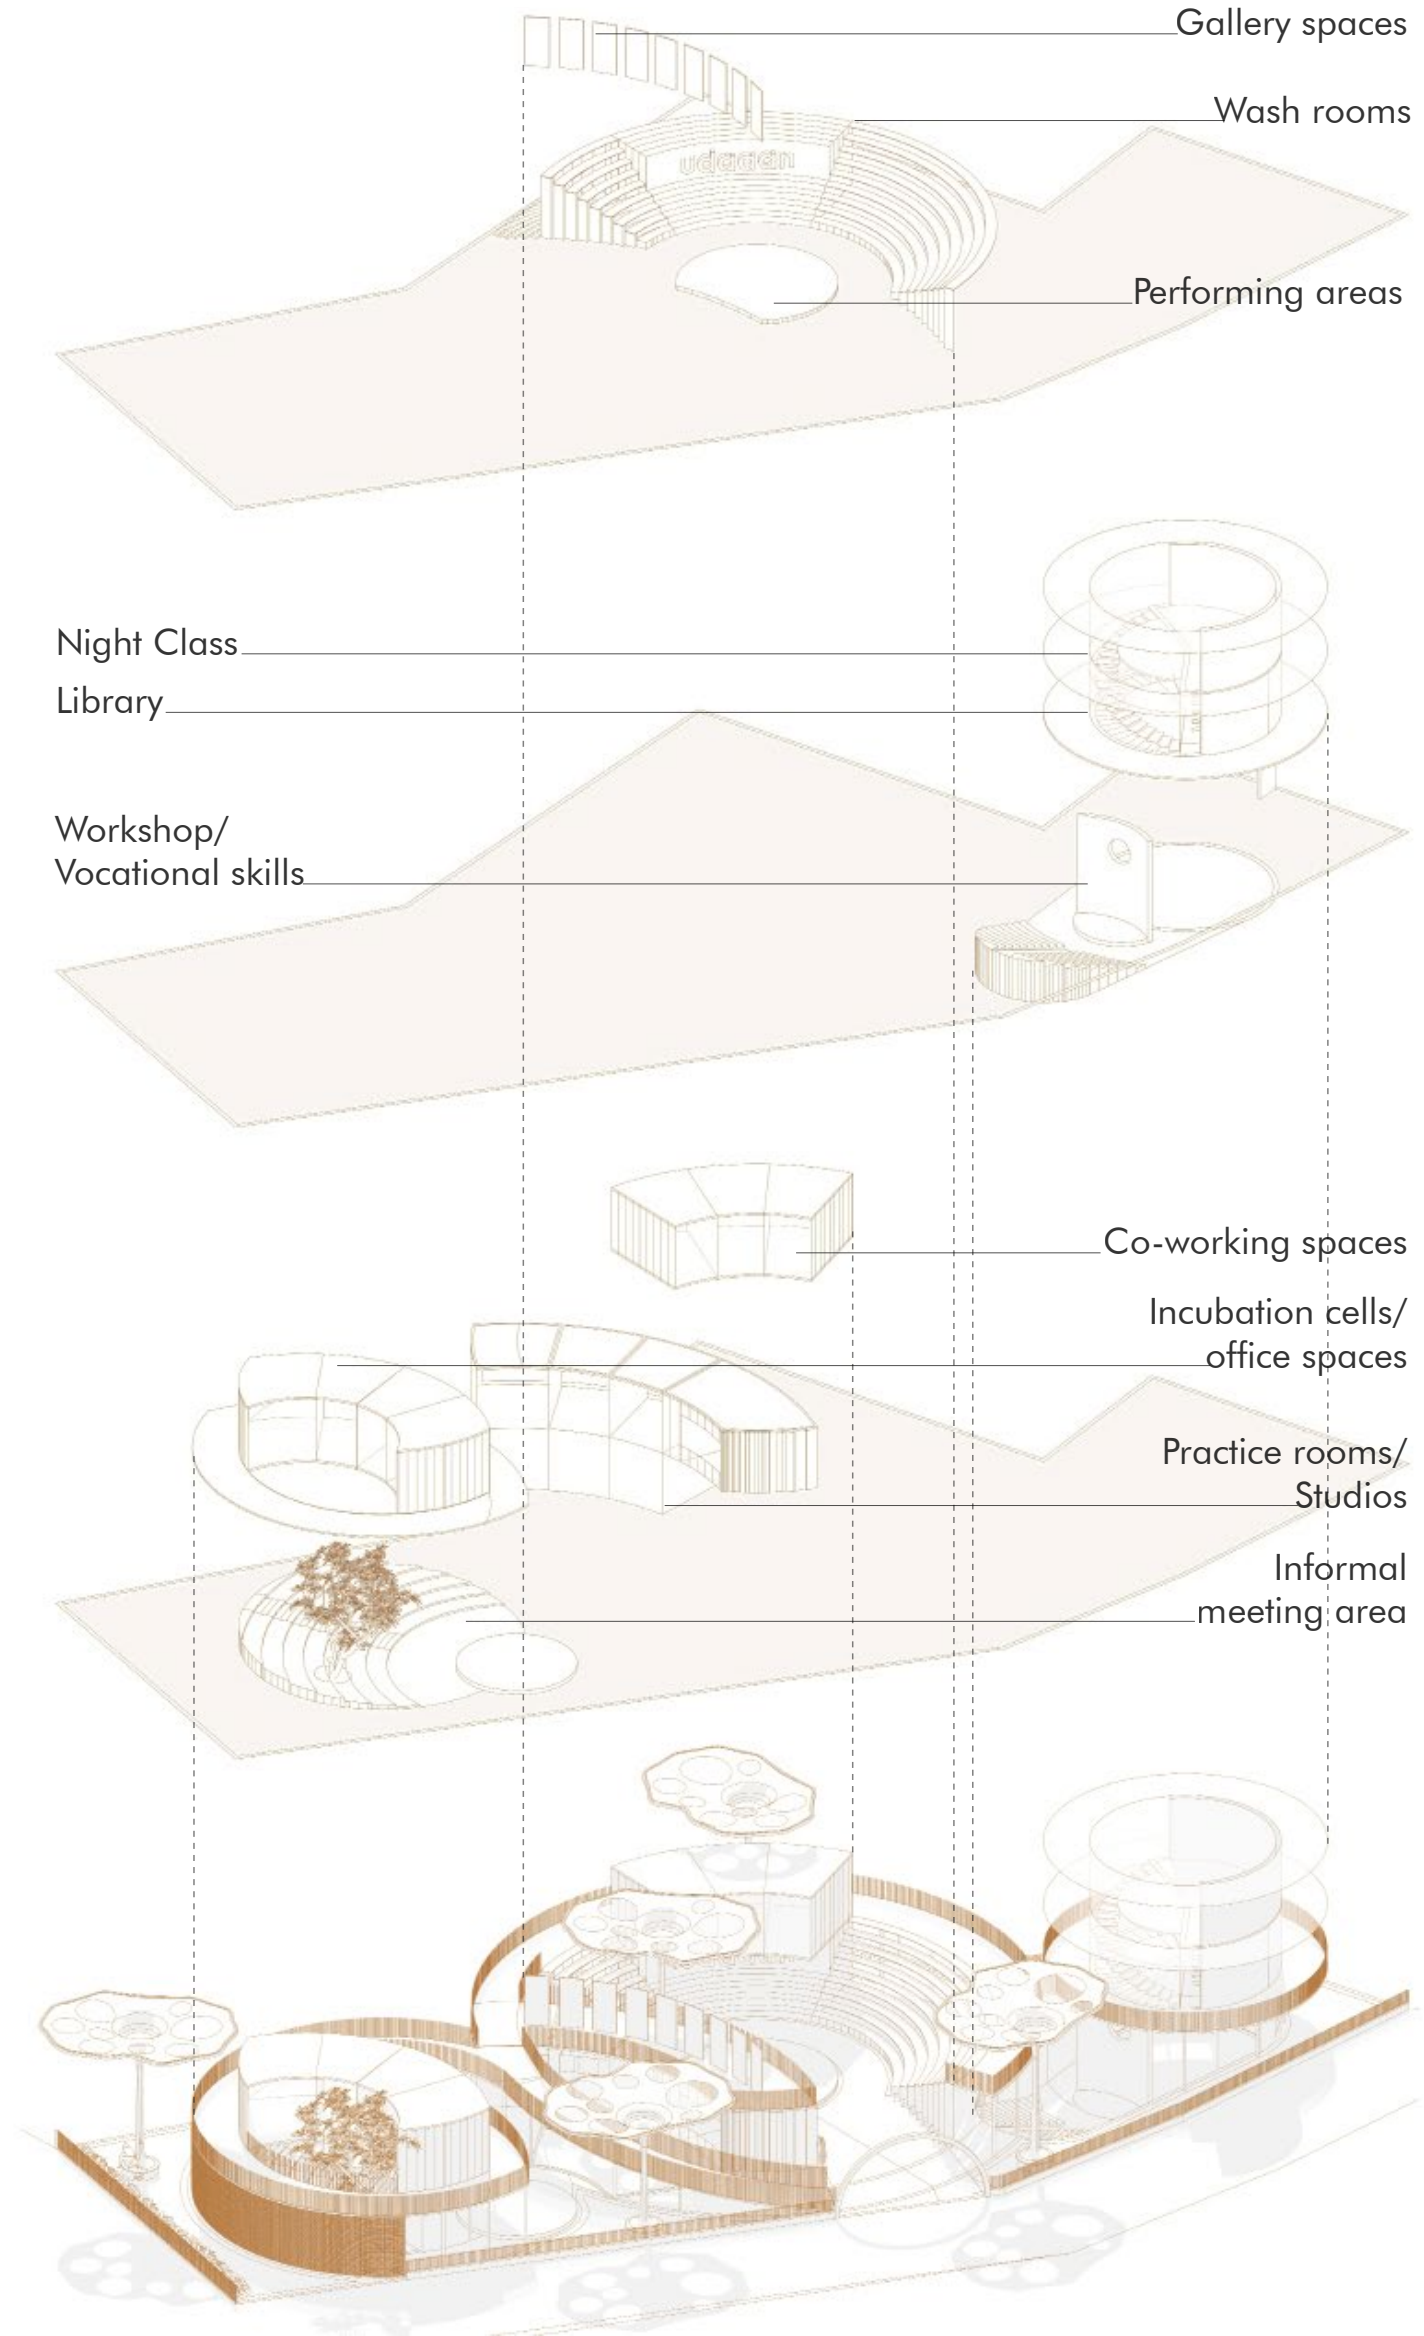 Gallery spaces
Wash rooms
udaaan
Performing areas
Night Class
Library
Workshop/
Vocational skills
Co-working spaces
Incubation cells/
office spaces
Practice rooms/
Studios
Informal
meeting area